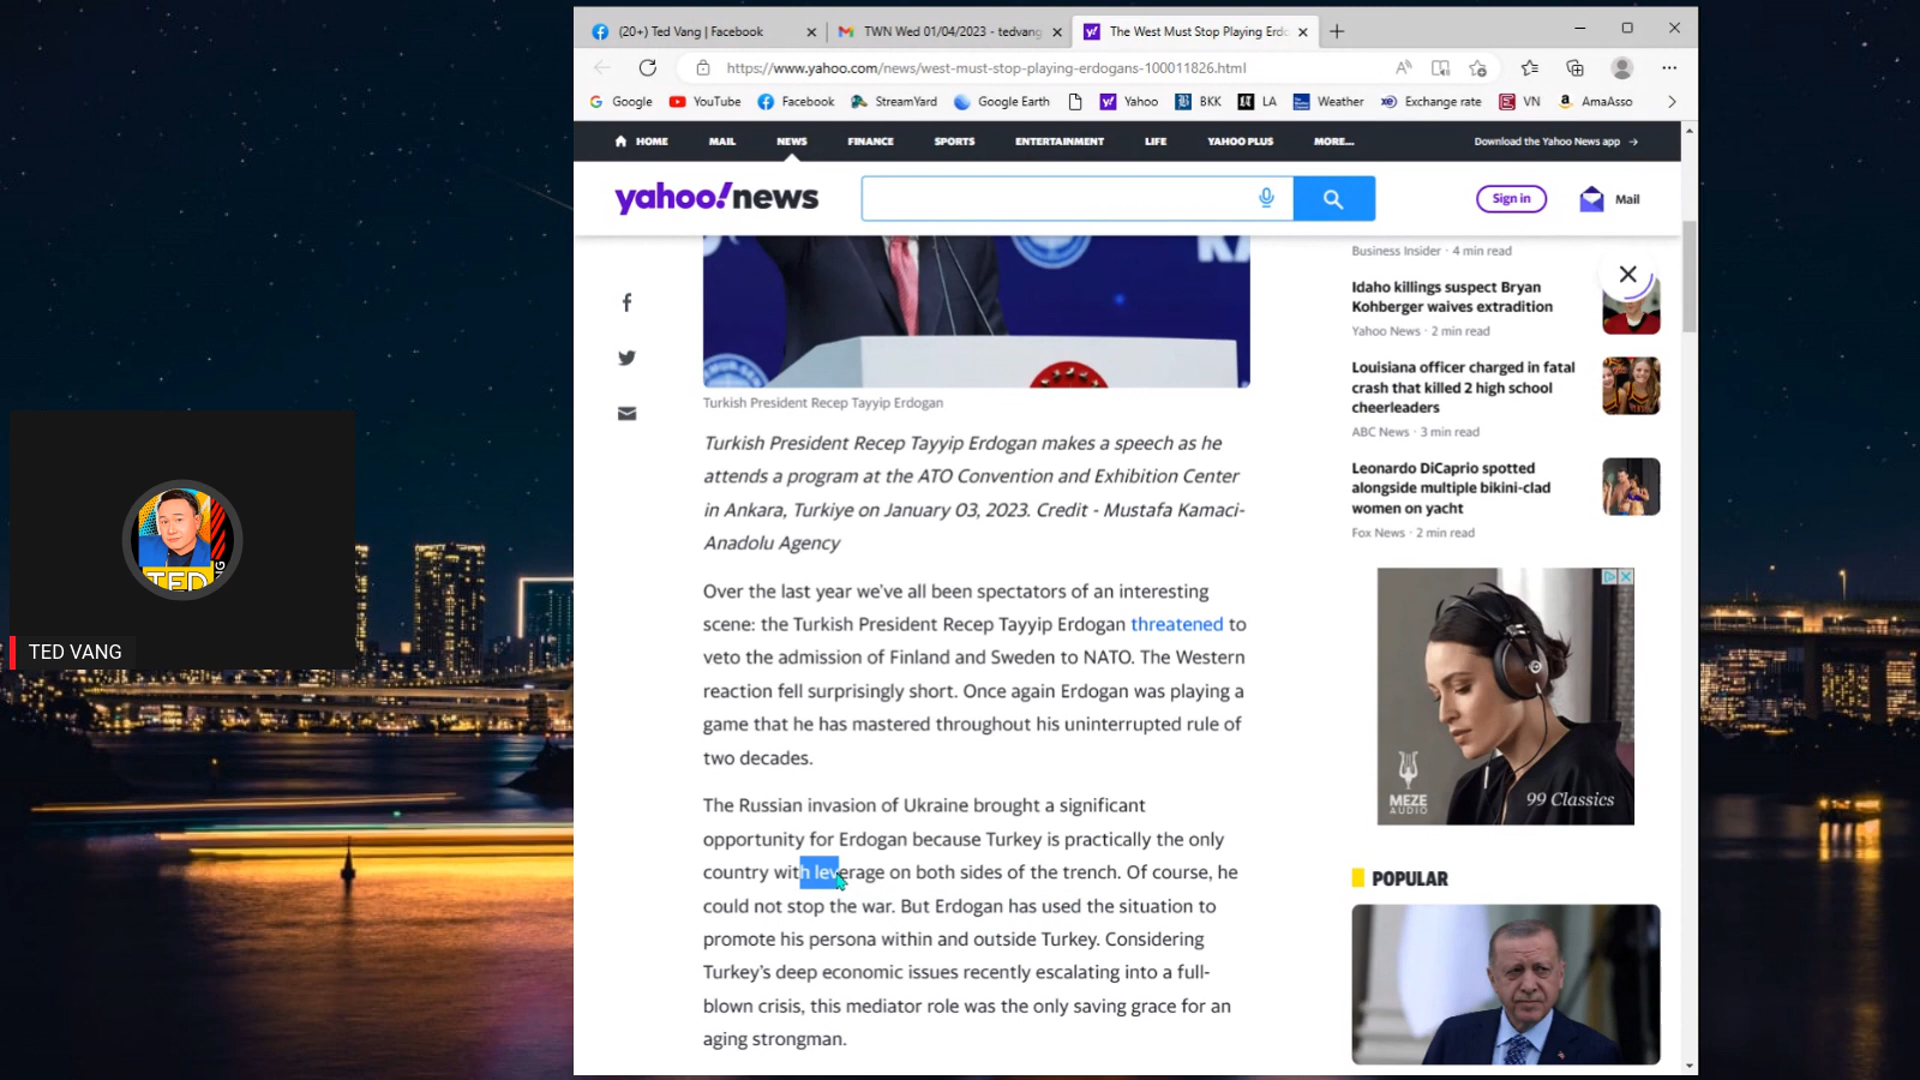 (20+) Ted Vang | Facebook
TWN Wed 01/04/2023 - tedvang
The West Must Stop Playing Erdo
https://www.yahoo.com/news/west-must-stop-playing-erdogans-100011826.html
Google YouTube Facebook StreamYard Google Earth Yahoo BKK LA Weather Exchange rate VN AmaAsso
HOME MAIL NEWS FINANCE SPORTS ENTERTAINMENT LIFE YAHOO PLUS MORE... Download the Yahoo News app →
yahoo!news
Sign in
Mail
Turkish President Recep Tayyip Erdogan
Turkish President Recep Tayyip Erdogan makes a speech as he
attends a program at the ATO Convention and Exhibition Center
in Ankara, Turkiye on January 03, 2023. Credit - Mustafa Kamaci-
Anadolu Agency
Over the last year we've all been spectators of an interesting
scene: the Turkish President Recep Tayyip Erdogan threatened to
veto the admission of Finland and Sweden to NATO. The Western
reaction fell surprisingly short. Once again Erdogan was playing a
game that he has mastered throughout his uninterrupted rule of
two decades.
The Russian invasion of Ukraine brought a significant
opportunity for Erdogan because Turkey is practically the only
country with leverage on both sides of the trench. Of course, he
could not stop the war. But Erdogan has used the situation to
promote his persona within and outside Turkey. Considering
Turkey's deep economic issues recently escalating into a full-
blown crisis, this mediator role was the only saving grace for an
aging strongman.
Business Insider · 4 min read
Idaho killings suspect Bryan
Kohberger waives extradition
Yahoo News · 2 min read
Louisiana officer charged in fatal
crash that killed 2 high school
cheerleaders
ABC News · 3 min read
Leonardo DiCaprio spotted
alongside multiple bikini-clad
women on yacht
Fox News · 2 min read
MEZE
AUDIO
99 Classics
POPULAR
TED
TED VANG